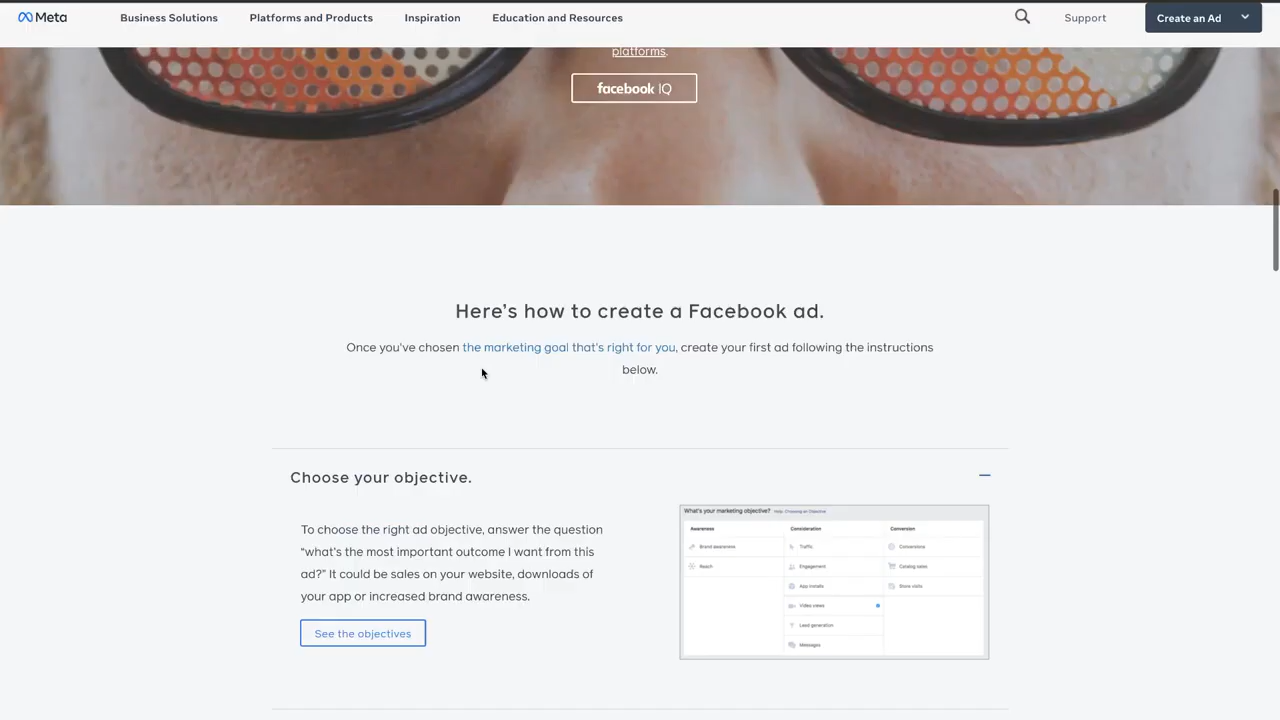 Meta
Business Solutions
Platforms and Products
Inspiration
Education and Resources
Support
Create an Ad
platforms.
facebook IQ
Here's how to create a Facebook ad.
Once you've chosen the marketing goal that's right for you, create your first ad following the instructions
below.
Choose your objective.
To choose the right ad objective, answer the question
"what's the most important outcome I want from this
ad?" It could be sales on your website, downloads of
your app or increased brand awareness.
See the objectives
What's your marketing objective? Help: Choosing an Objective
Awareness
Consideration
Conversion
Brand awareness
Traffic
Conversions
Reach
Engagement
Catalog sales
App installs
Store visits
Video views
Lead generation
Messages